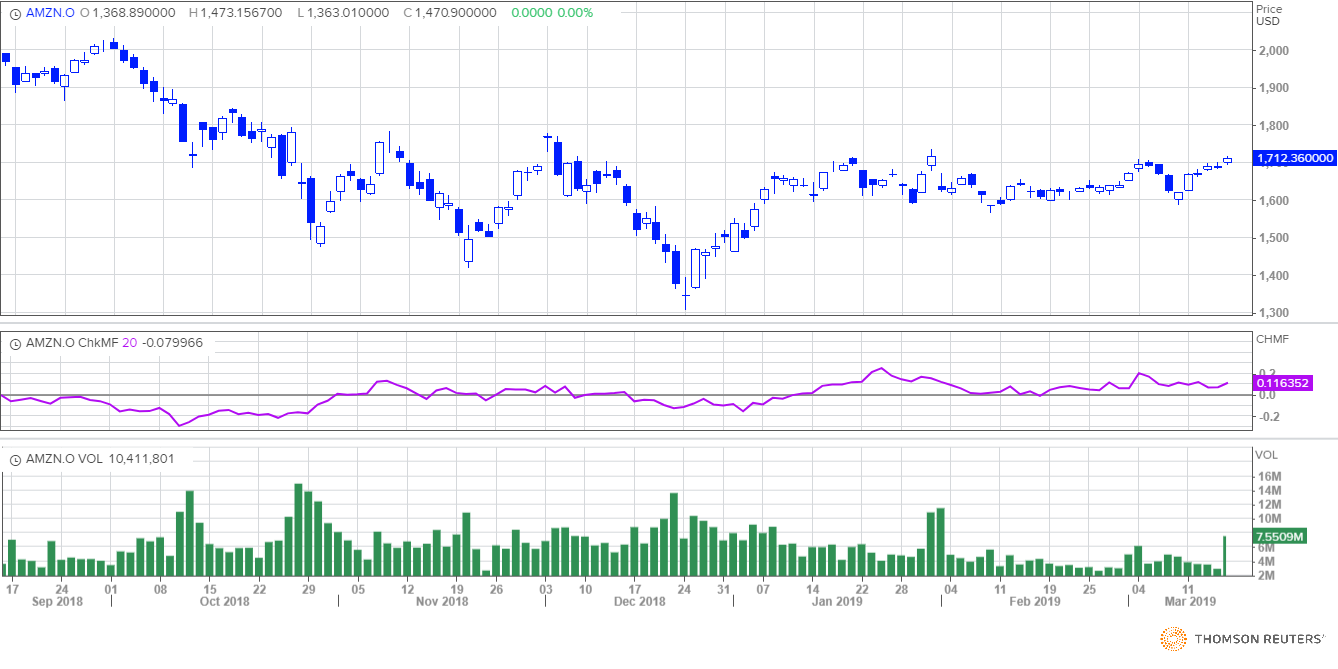 AMZN.O O 1,368.890000 H 1,473.156700 L 1,363.010000 C 1,470.900000 0.0000 0.00%
Price
USD
2,000
1,900
1,800
1,712.360000
1,600
1,500
1,400
1,300
AMZN.O ChkMF 20 -0.079966
CHMF
0.2
0.116352
0.0
-0.2
AMZN.O VOL 10,411,801
VOL
16M
14M
12M
10M
7.5509M
6M
4M
2M
17 24 01 08 15 22 29 05 12 19 26 03 10 17 24 31 07 14 22 28 04 11 19 25 04 11
Sep 2018 Oct 2018 Nov 2018 Dec 2018 Jan 2019 Feb 2019 Mar 2019
THOMSON REUTERS